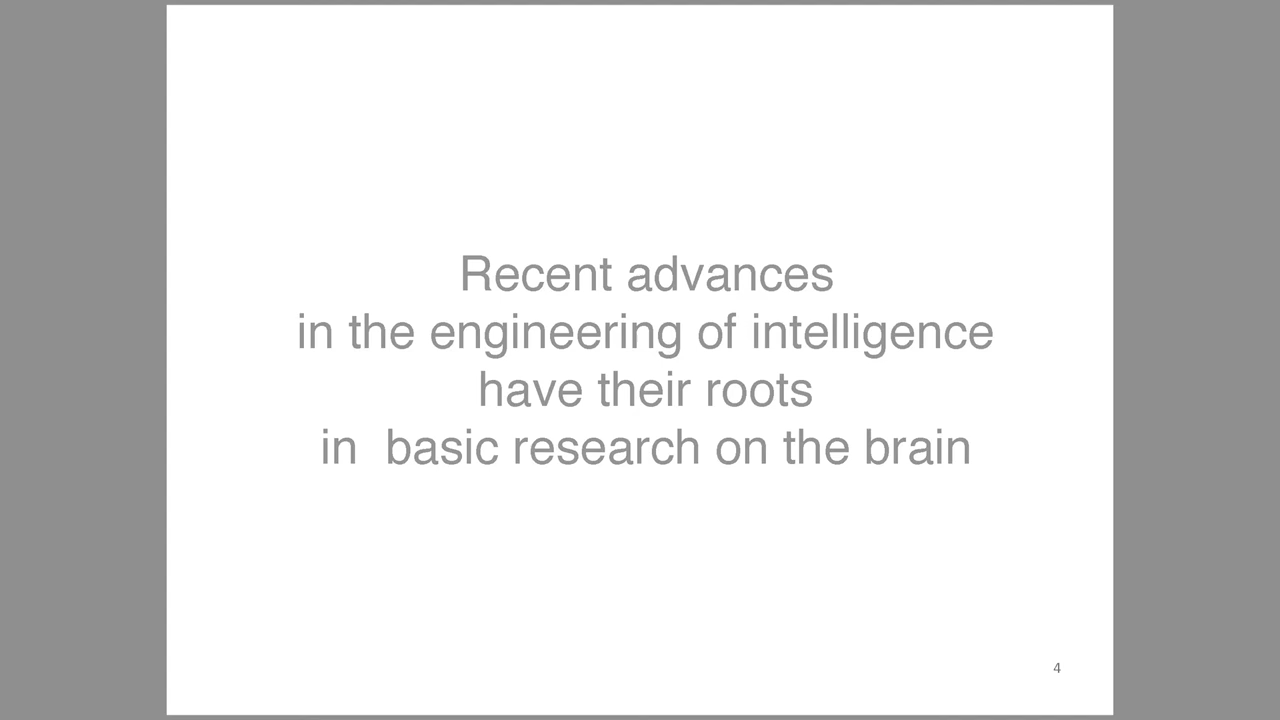 Recent advances
in the engineering of intelligence
have their roots
in  basic research on the brain
4